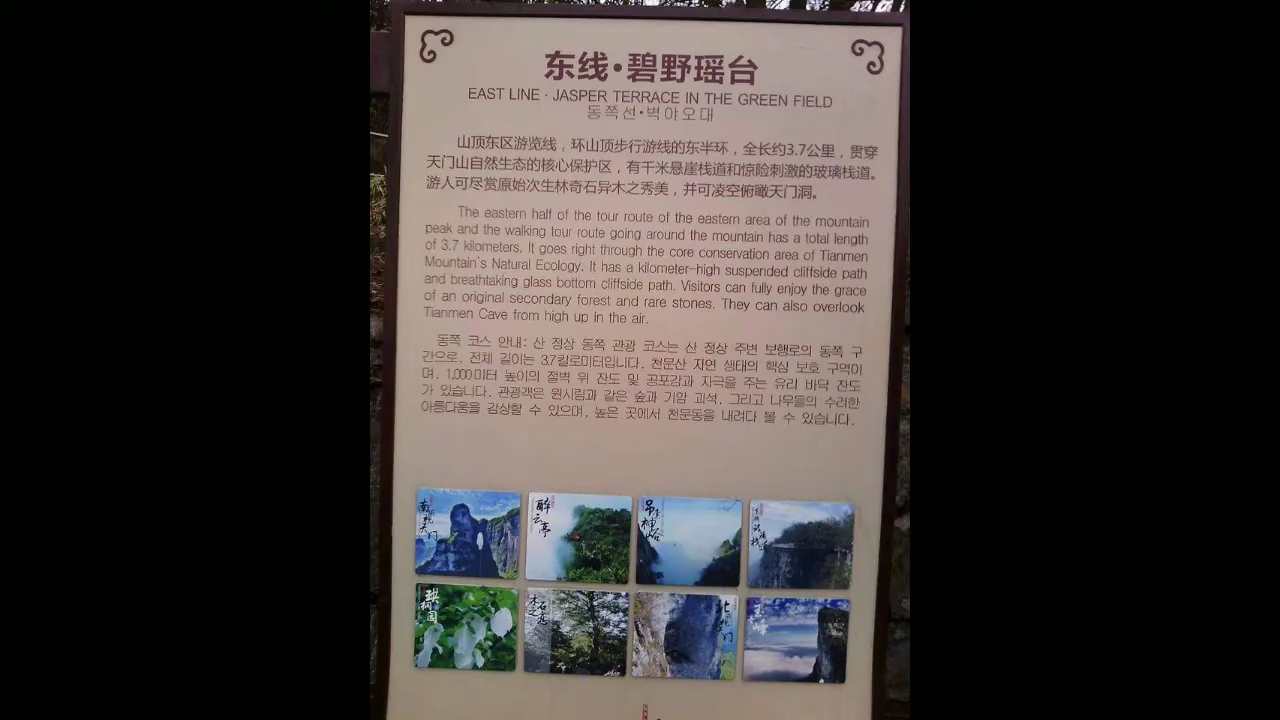 东线·碧野瑶台
EAST LINE · JASPER TERRACE IN THE GREEN FIELD
동쪽선·벽야오대
山顶东区游览线，环山顶步行游线的东半环，全长约3.7公里，贯穿
天门山自然生态的核心保护区，有千米悬崖栈道和惊险刺激的玻璃栈道。
游人可尽赏原始次生林奇石异木之秀美，并可凌空俯瞰天门洞。
The eastern half of the tour route of the eastern area of the mountain
peak and the walking tour route going around the mountain has a total length
of 3.7 kilometers. It goes right through the core conservation area of Tianmen
Mountain's Natural Ecology. It has a kilometer-high suspended cliffside path
and breathtaking glass bottom cliffside path. Visitors can fully enjoy the grace
of an original secondary forest and rare stones. They can also overlook
Tianmen Cave from high up in the air.
동쪽 코스 안내: 산 정상 동쪽 관광 코스는 산 정상 주변 보행로의 동쪽 구
간으로, 전체 길이는 3.7킬로미터입니다. 천문산 자연 생태의 핵심 보호 구역이
며, 1,000미터 높이의 절벽 위 잔도 및 공포감과 자극을 주는 유리 바닥 잔도
가 있습니다. 관광객은 원시림과 같은 숲과 기암 괴석, 그리고 나무들의 수려한
아름다움을 감상할 수 있으며, 높은 곳에서 천문동을 내려다 볼 수 있습니다.
醉云亭
珙桐园
木石之恋
玉峰